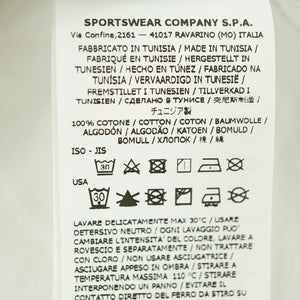 SPORTSWEAR COMPANY S.P.A.
Via Confine,2161 — 41017 RAVARINO (MO) ITALIA
FABBRICATO IN TUNISIA / MADE IN TUNISIA /
FABRIQUÉ EN TUNISIE / HERGESTELLT IN
TUNESIEN / HECHO EN TÚNEZ / FABRICADO NA
TUNÍSIA / VERVAARDIGD IN TUNESIË /
FREMSTILLET I TUNESIEN / TILLVERKAD I
TUNISIEN / СДЕЛАНО В ТУНИСЕ / 突尼斯制造 /
チュニジア製
100% COTONE / COTTON / COTON / BAUMWOLLE /
ALGODÓN / ALGODÃO / KATOEN / BOMULD /
BOMULL / ХЛОПОК / 棉 / 綿
ISO - JIS
30
USA
30
LAVARE DELICATAMENTE MAX 30°C / USARE
DETERSIVO NEUTRO / OGNI LAVAGGIO PUO'
CAMBIARE L'INTENSITA' DEL COLORE. LAVARE A
ROVESCIO E SEPARATAMENTE / NON TRATTARE
CON CLORO / NON USARE ASCIUGATRICE /
ASCIUGARE APPESO IN OMBRA / STIRARE A
TEMPERATURA MASSIMA 110 °C / STIRARE
INTERPONENDO UN PANNO / EVITARE IL
CONTATTO DIRETTO DEL FERRO DA STIRO SU